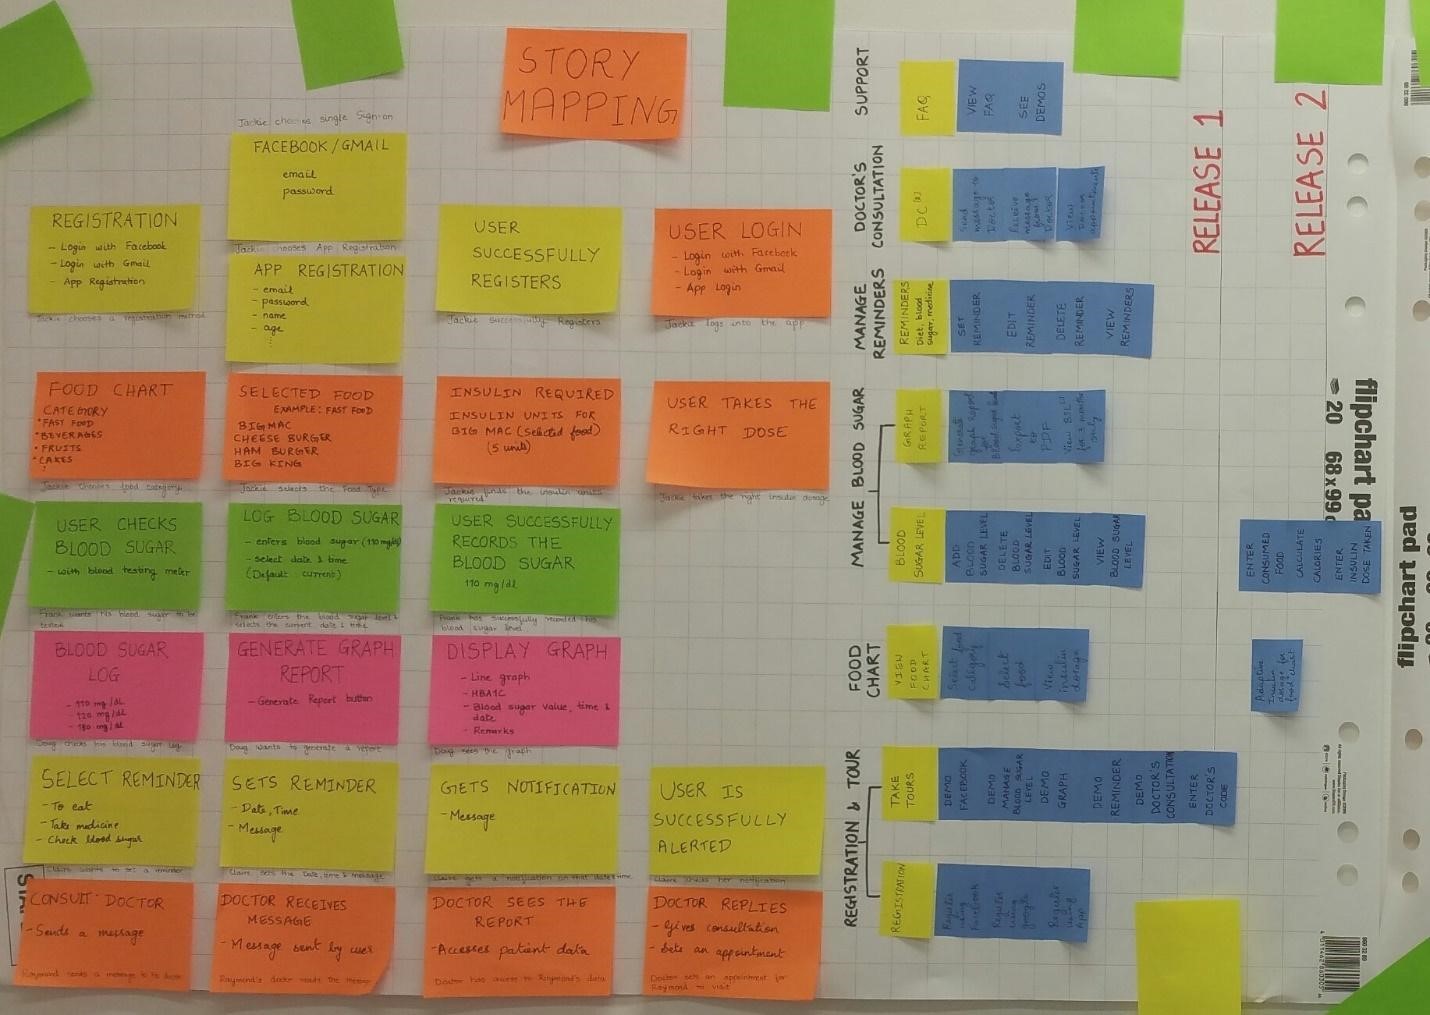 STORY
MAPPING
Jackie chooses single Sign-on
FACEBOOK/GMAIL
email
password
REGISTRATION
- Login with Facebook
- Login with Gmail
- App Registration
Jackie chooses a registration method
Jackie chooses App Registration
APP REGISTRATION
- email
- password
- name
- age
USER
SUCCESSFULLY
REGISTERS
Jackie successfully Registers
USER LOGIN
- Login with Facebook
- Login with Gmail
- App Login
Jackie logs into the app
FOOD CHART
CATEGORY
* FAST FOOD
* BEVERAGES
* FRUITS
* CAKES
Jackie chooses food category
SELECTED FOOD
EXAMPLE: FAST FOOD
BIG MAC
CHEESE BURGER
HAM BURGER
BIG KING
Jackie selects the Food Type
INSULIN REQUIRED
INSULIN UNITS FOR
BIG MAC (Selected food)
(5 units)
Jackie finds the insulin units
required
USER TAKES THE
RIGHT DOSE
Jackie takes the right insulin dosage
USER CHECKS
BLOOD SUGAR
- with blood testing meter
Frank wants his blood sugar to be
tested
LOG BLOOD SUGAR
- enters blood sugar (110 mg/dl)
- select date & time
(Default: current)
Frank enters the blood sugar level &
selects the current date & time
USER SUCCESSFULLY
RECORDS THE
BLOOD SUGAR
110 mg/dl
Frank has successfully recorded his
blood sugar level
BLOOD SUGAR
LOG
- 110 mg/dl
- 120 mg/dl
- 180 mg/dl
Doug checks his blood sugar log
GENERATE GRAPH
REPORT
- Generate Report button
Doug wants to generate a report
DISPLAY GRAPH
- Line graph
- HBA1C
- Blood sugar value, time &
date
- Remarks
Doug sees the graph
SELECT REMINDER
- To eat
- Take medicine
- Check blood sugar
Claire wants to set a reminder
SETS REMINDER
- Date, Time
- Message
Claire sets the Date, time & message
GETS NOTIFICATION
- Message
Claire gets a notification on that date & time
USER IS
SUCCESSFULLY
ALERTED
Claire checks her notification
CONSULT DOCTOR
- Sends a message
Raymond sends a message to his doctor
DOCTOR RECEIVES
MESSAGE
- Message sent by user
Raymond's doctor reads the message
DOCTOR SEES THE
REPORT
- Accesses patient data
Doctor has access to Raymond's data
DOCTOR REPLIES
- Gives consultation
- Sets an appointment
Doctor sets an appointment for
Raymond to visit
SUPPORT
FAQ
VIEW
FAQ
SEE
DEMOS
DOCTOR'S
CONSULTATION
Send
message to
Doctor
Receive
message
from
Doctor
View
Doctor
appointments
MANAGE
REMINDERS
REMINDERS
Diet, blood
sugar, medicine
SET
REMINDER
EDIT
REMINDER
DELETE
REMINDER
VIEW
REMINDERS
MANAGE BLOOD SUGAR
GRAPH
REPORT
Generate
graph report
Export
to
PDF
BLOOD
SUGAR LEVEL
ADD
BLOOD
SUGAR LEVEL
DELETE
BLOOD
SUGAR LEVEL
EDIT
BLOOD
SUGAR LEVEL
VIEW
BLOOD SUGAR
LEVEL
ENTER
CONSUMED
FOOD
CALCULATE
CALORIES
ENTER
INSULIN
DOSE TAKEN
FOOD
CHART
VIEW
FOOD
CHART
Select food
category
Select
food
View
insulin
dosage
Adaptive
Insulin
dosage for
food chart
REGISTRATION & TOUR
TAKE
TOURS
DEMO
FACEBOOK
DEMO
MANAGE
BLOOD SUGAR
LEVEL
DEMO
GRAPH
DEMO
REMINDER
DEMO
DOCTOR'S
CONSULTATION
ENTER
DOCTOR'S
CODE
REGISTRATION
Register
using
Facebook
Register
using
google
Register
using
App
RELEASE 1
RELEASE 2
flipchart pa
20 68x99c
flipchart pad